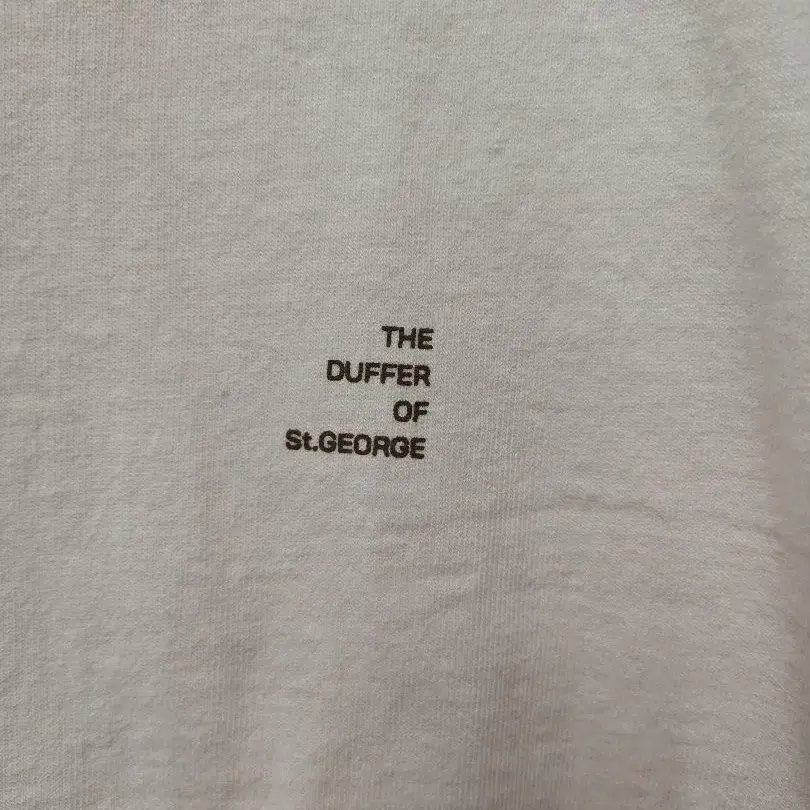 THE
DUFFER
OF
St.GEORGE